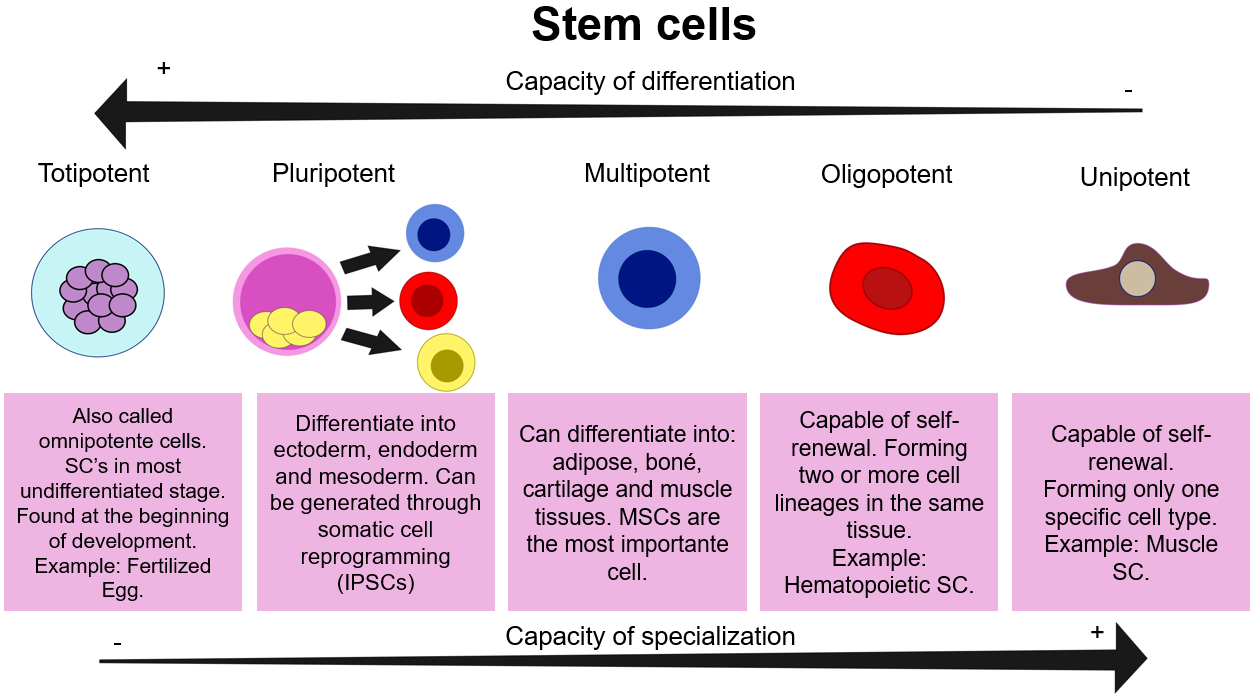 Stem cells
+
Capacity of differentiation
-
Totipotent
Pluripotent
Multipotent
Oligopotent
Unipotent
Also called
omnipotente cells.
SC's in most
undifferentiated stage.
Found at the beginning
of development.
Example: Fertilized
Egg.
Differentiate into
ectoderm, endoderm
and mesoderm. Can
be generated through
somatic cell
reprogramming
(IPSCs)
Can differentiate into:
adipose, boné,
cartilage and muscle
tissues. MSCs are
the most importante
cell.
Capable of self-
renewal. Forming
two or more cell
lineages in the same
tissue.
Example:
Hematopoietic SC.
Capable of self-
renewal.
Forming only one
specific cell type.
Example: Muscle
SC.
-
Capacity of specialization
+